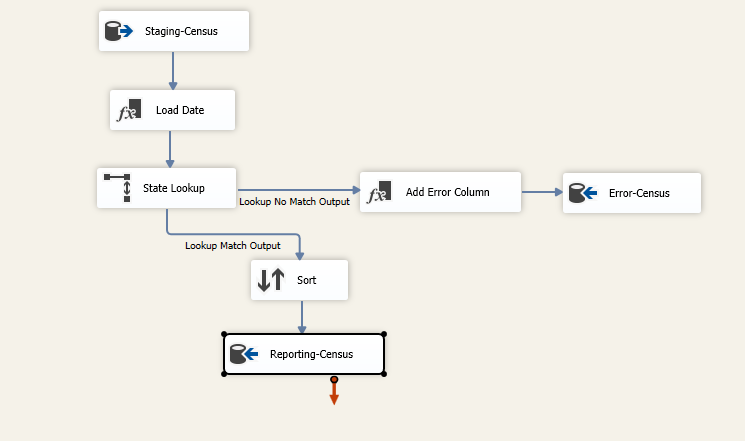 Staging-Census
Load Date
State Lookup
Lookup No Match Output
Add Error Column
Error-Census
Lookup Match Output
Sort
Reporting-Census